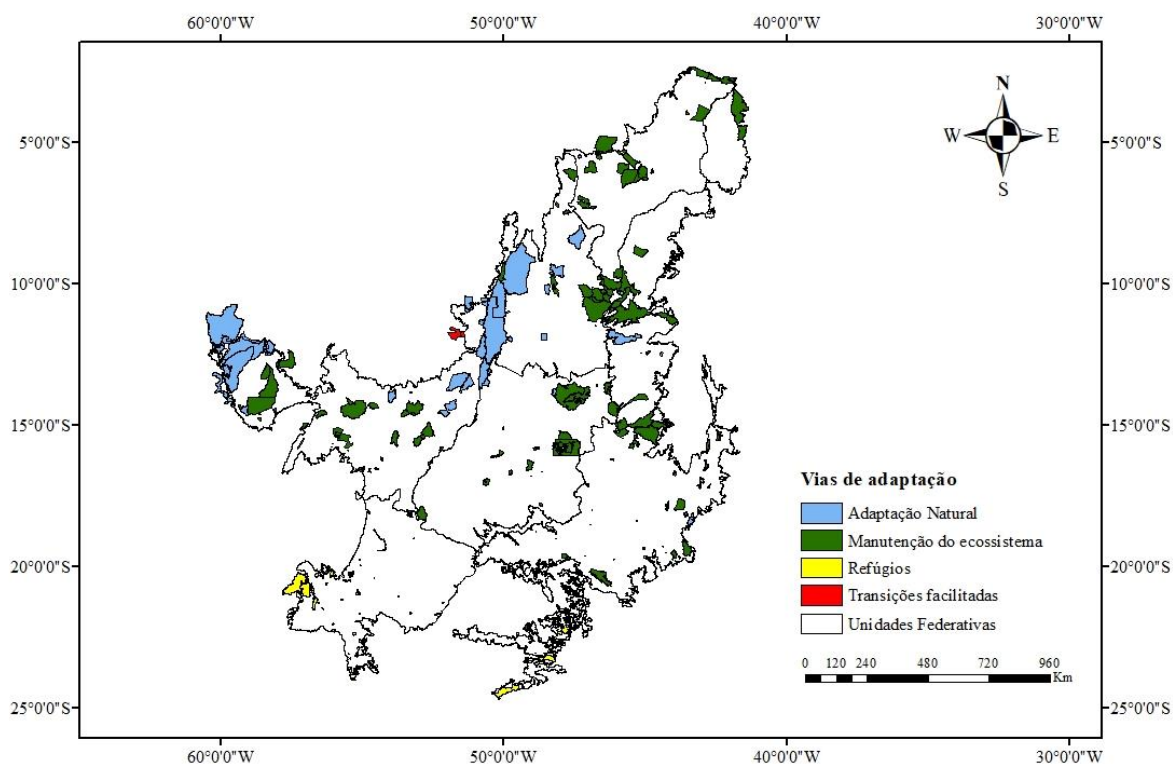 60°0'0"W 50°0'0"W 40°0'0"W 30°0'0"W
N
W E
S
5°0'0"S 5°0'0"S
10°0'0"S 10°0'0"S
15°0'0"S 15°0'0"S
Vias de adaptação
Adaptação Natural
Manutenção do ecossistema
Refúgios
Transições facilitadas
Unidades Federativas
20°0'0"S 20°0'0"S
0 120 240 480 720 960
Km
25°0'0"S 25°0'0"S
60°0'0"W 50°0'0"W 40°0'0"W 30°0'0"W